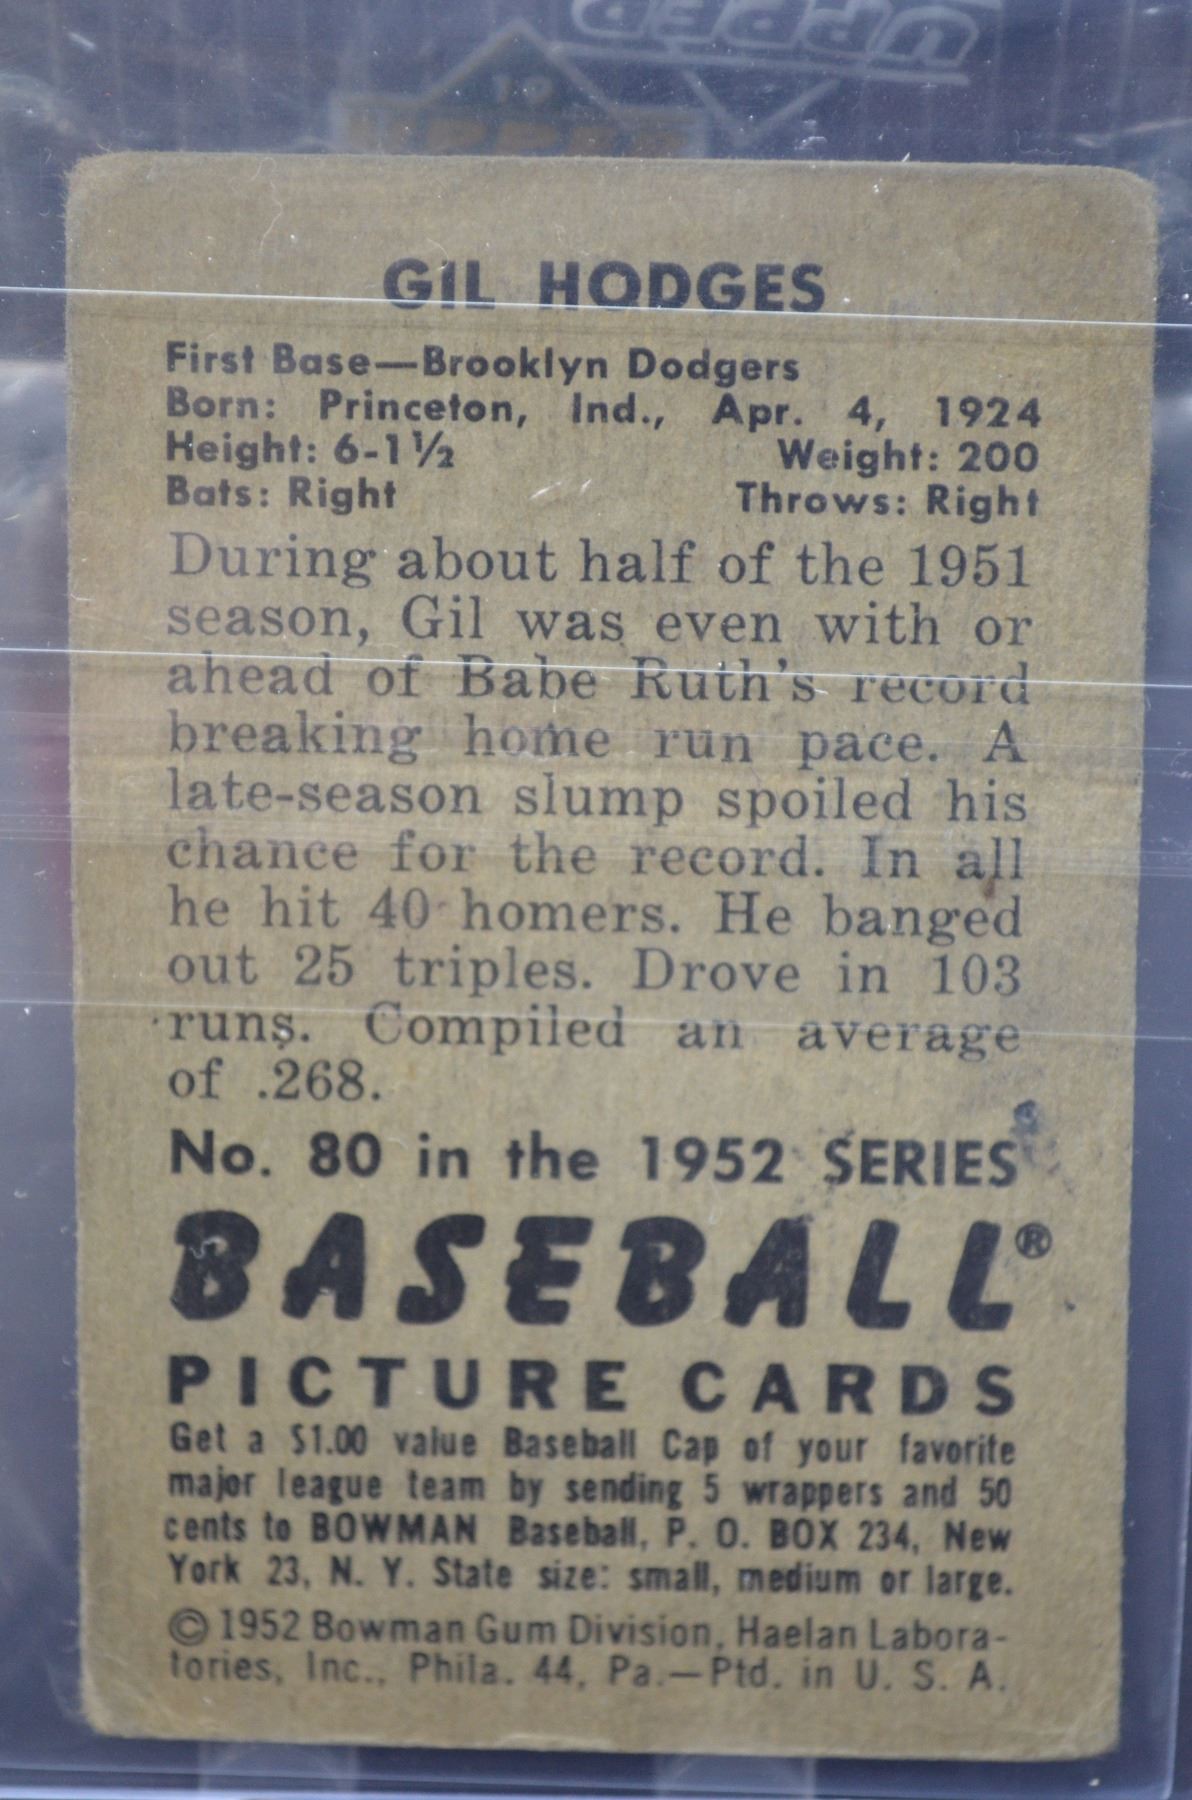 UPPER
19
UPPER
GIL HODGES
First Base—Brooklyn Dodgers
Born: Princeton, Ind., Apr. 4, 1924
Height: 6-1½ Weight: 200
Bats: Right Throws: Right
During about half of the 1951
season, Gil was even with or
ahead of Babe Ruth's record
breaking home run pace. A
late-season slump spoiled his
chance for the record. In all
he hit 40 homers. He banged
out 25 triples. Drove in 103
runs. Compiled an average
of .268.
No. 80 in the 1952 SERIES
BASEBALL®
PICTURE CARDS
Get a $1.00 value Baseball Cap of your favorite
major league team by sending 5 wrappers and 50
cents to BOWMAN Baseball, P. O. BOX 234, New
York 23, N. Y. State size: small, medium or large.
© 1952 Bowman Gum Division, Haelan Labora-
tories, Inc., Phila. 44, Pa.—Ptd. in U. S. A.